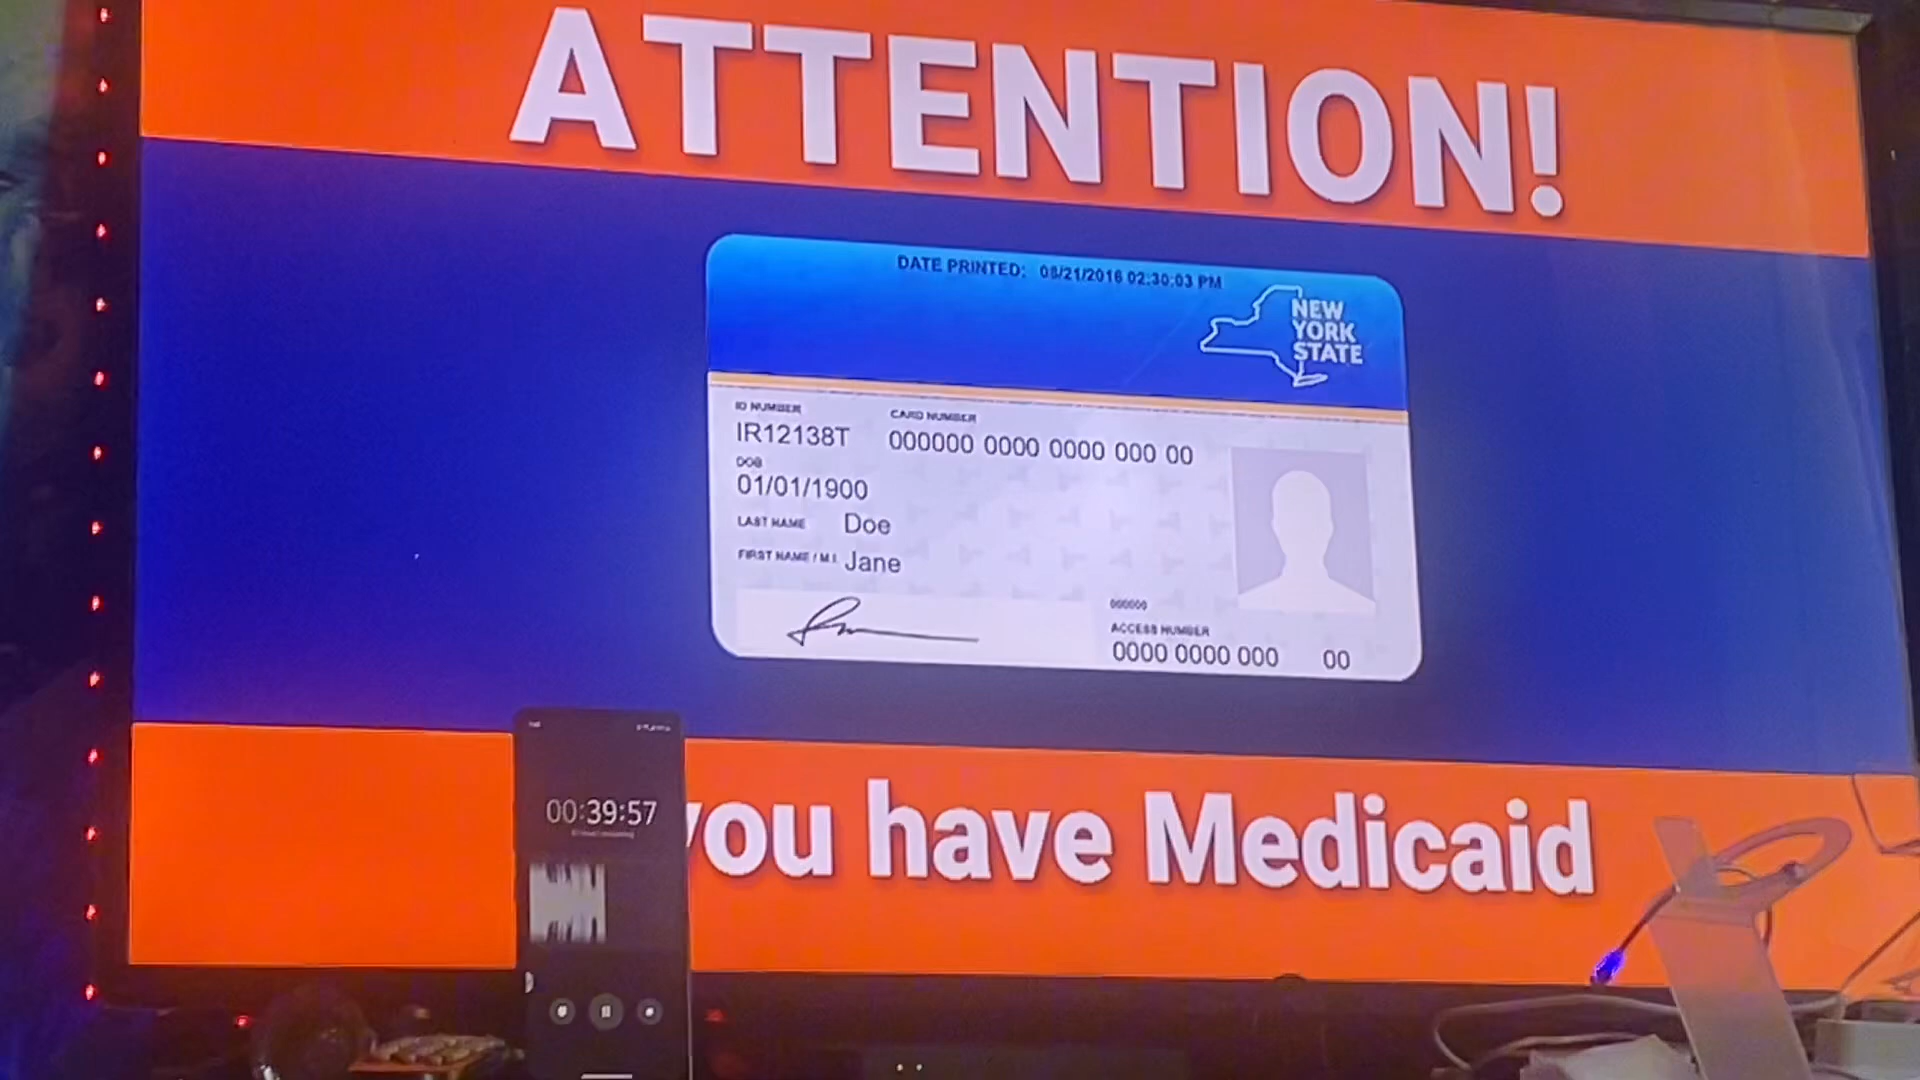 ATTENTION!
DATE PRINTED: 08/21/2016 02:30:03 PM
NEW
YORK
STATE
ID NUMBER
CARD NUMBER
IR12138T
000000 0000 0000 000 00
DOB
01/01/1900
LAST NAME Doe
FIRST NAME / M.I. Jane
000000
ACCESS NUMBER
0000 0000 000 00
00:39:57
you have Medicaid